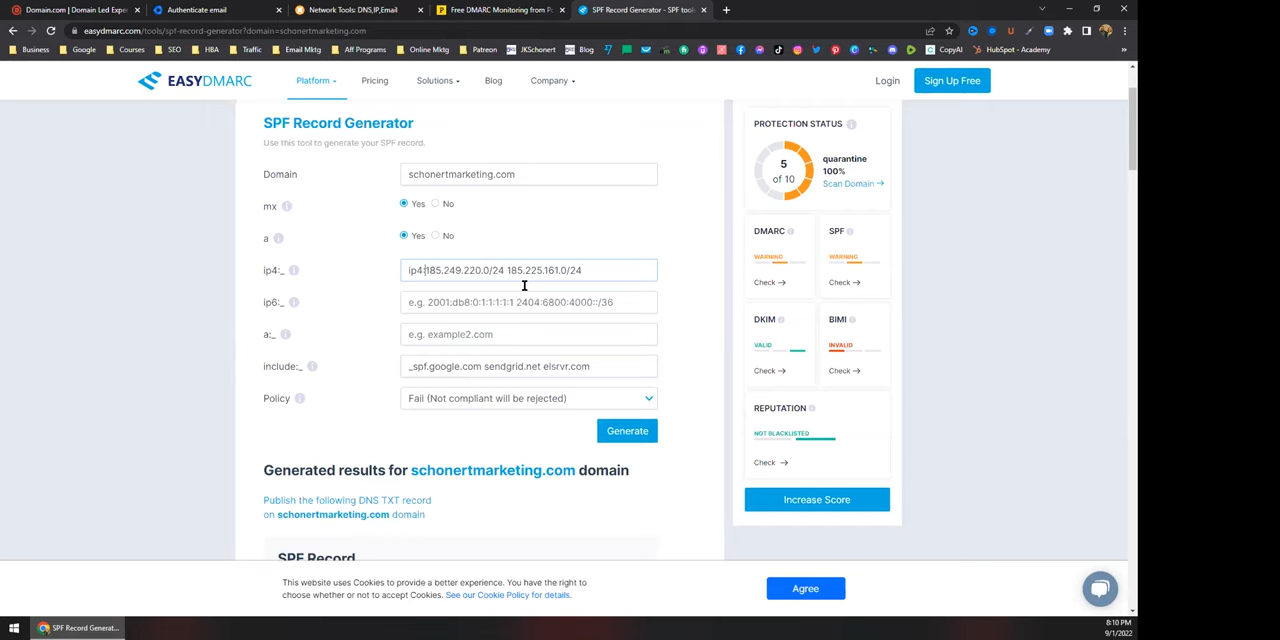 Domain.com | Domain Led Exper
Authenticate email
Network Tools: DNS,IP,Email
Free DMARC Monitoring from Po
SPF Record Generator - SPF tools
easydmarc.com/tools/spf-record-generator?domain=schonertmarketing.com
Business Google Courses SEO HBA Traffic Email Mktg Aff Programs Online Mktg Patreon JKSchonert Blog CopyAI HubSpot - Academy »
EASYDMARC
Platform Pricing Solutions Blog Company
Login
Sign Up Free
SPF Record Generator
Use this tool to generate your SPF record.
Domain schonertmarketing.com
mx Yes No
a Yes No
ip4:_ ip4:185.249.220.0/24 185.225.161.0/24
ip6:_ e.g. 2001:db8:0:1:1:1:1:1 2404:6800:4000::/36
a:_ e.g. example2.com
include:_ _spf.google.com sendgrid.net elsrvr.com
Policy Fail (Not compliant will be rejected)
Generate
Generated results for schonertmarketing.com domain
Publish the following DNS TXT record
on schonertmarketing.com domain
SPF Record
PROTECTION STATUS
5
of 10
quarantine
100%
Scan Domain →
DMARC
WARNING
Check →
SPF
WARNING
Check →
DKIM
VALID
Check →
BIMI
INVALID
Check →
REPUTATION
NOT BLACKLISTED
Check →
Increase Score
This website uses Cookies to provide a better experience. You have the right
to choose whether or not to accept Cookies. See our Cookie Policy for details.
Agree
SPF Record Generat...
8:10 PM
9/1/2022